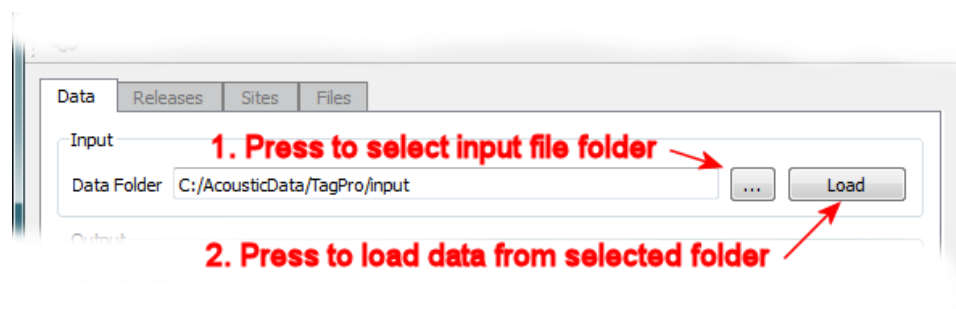 Data Releases Sites Files
Input
1. Press to select input file folder
Data Folder C:/AcousticData/TagPro/input ... Load
Output
2. Press to load data from selected folder